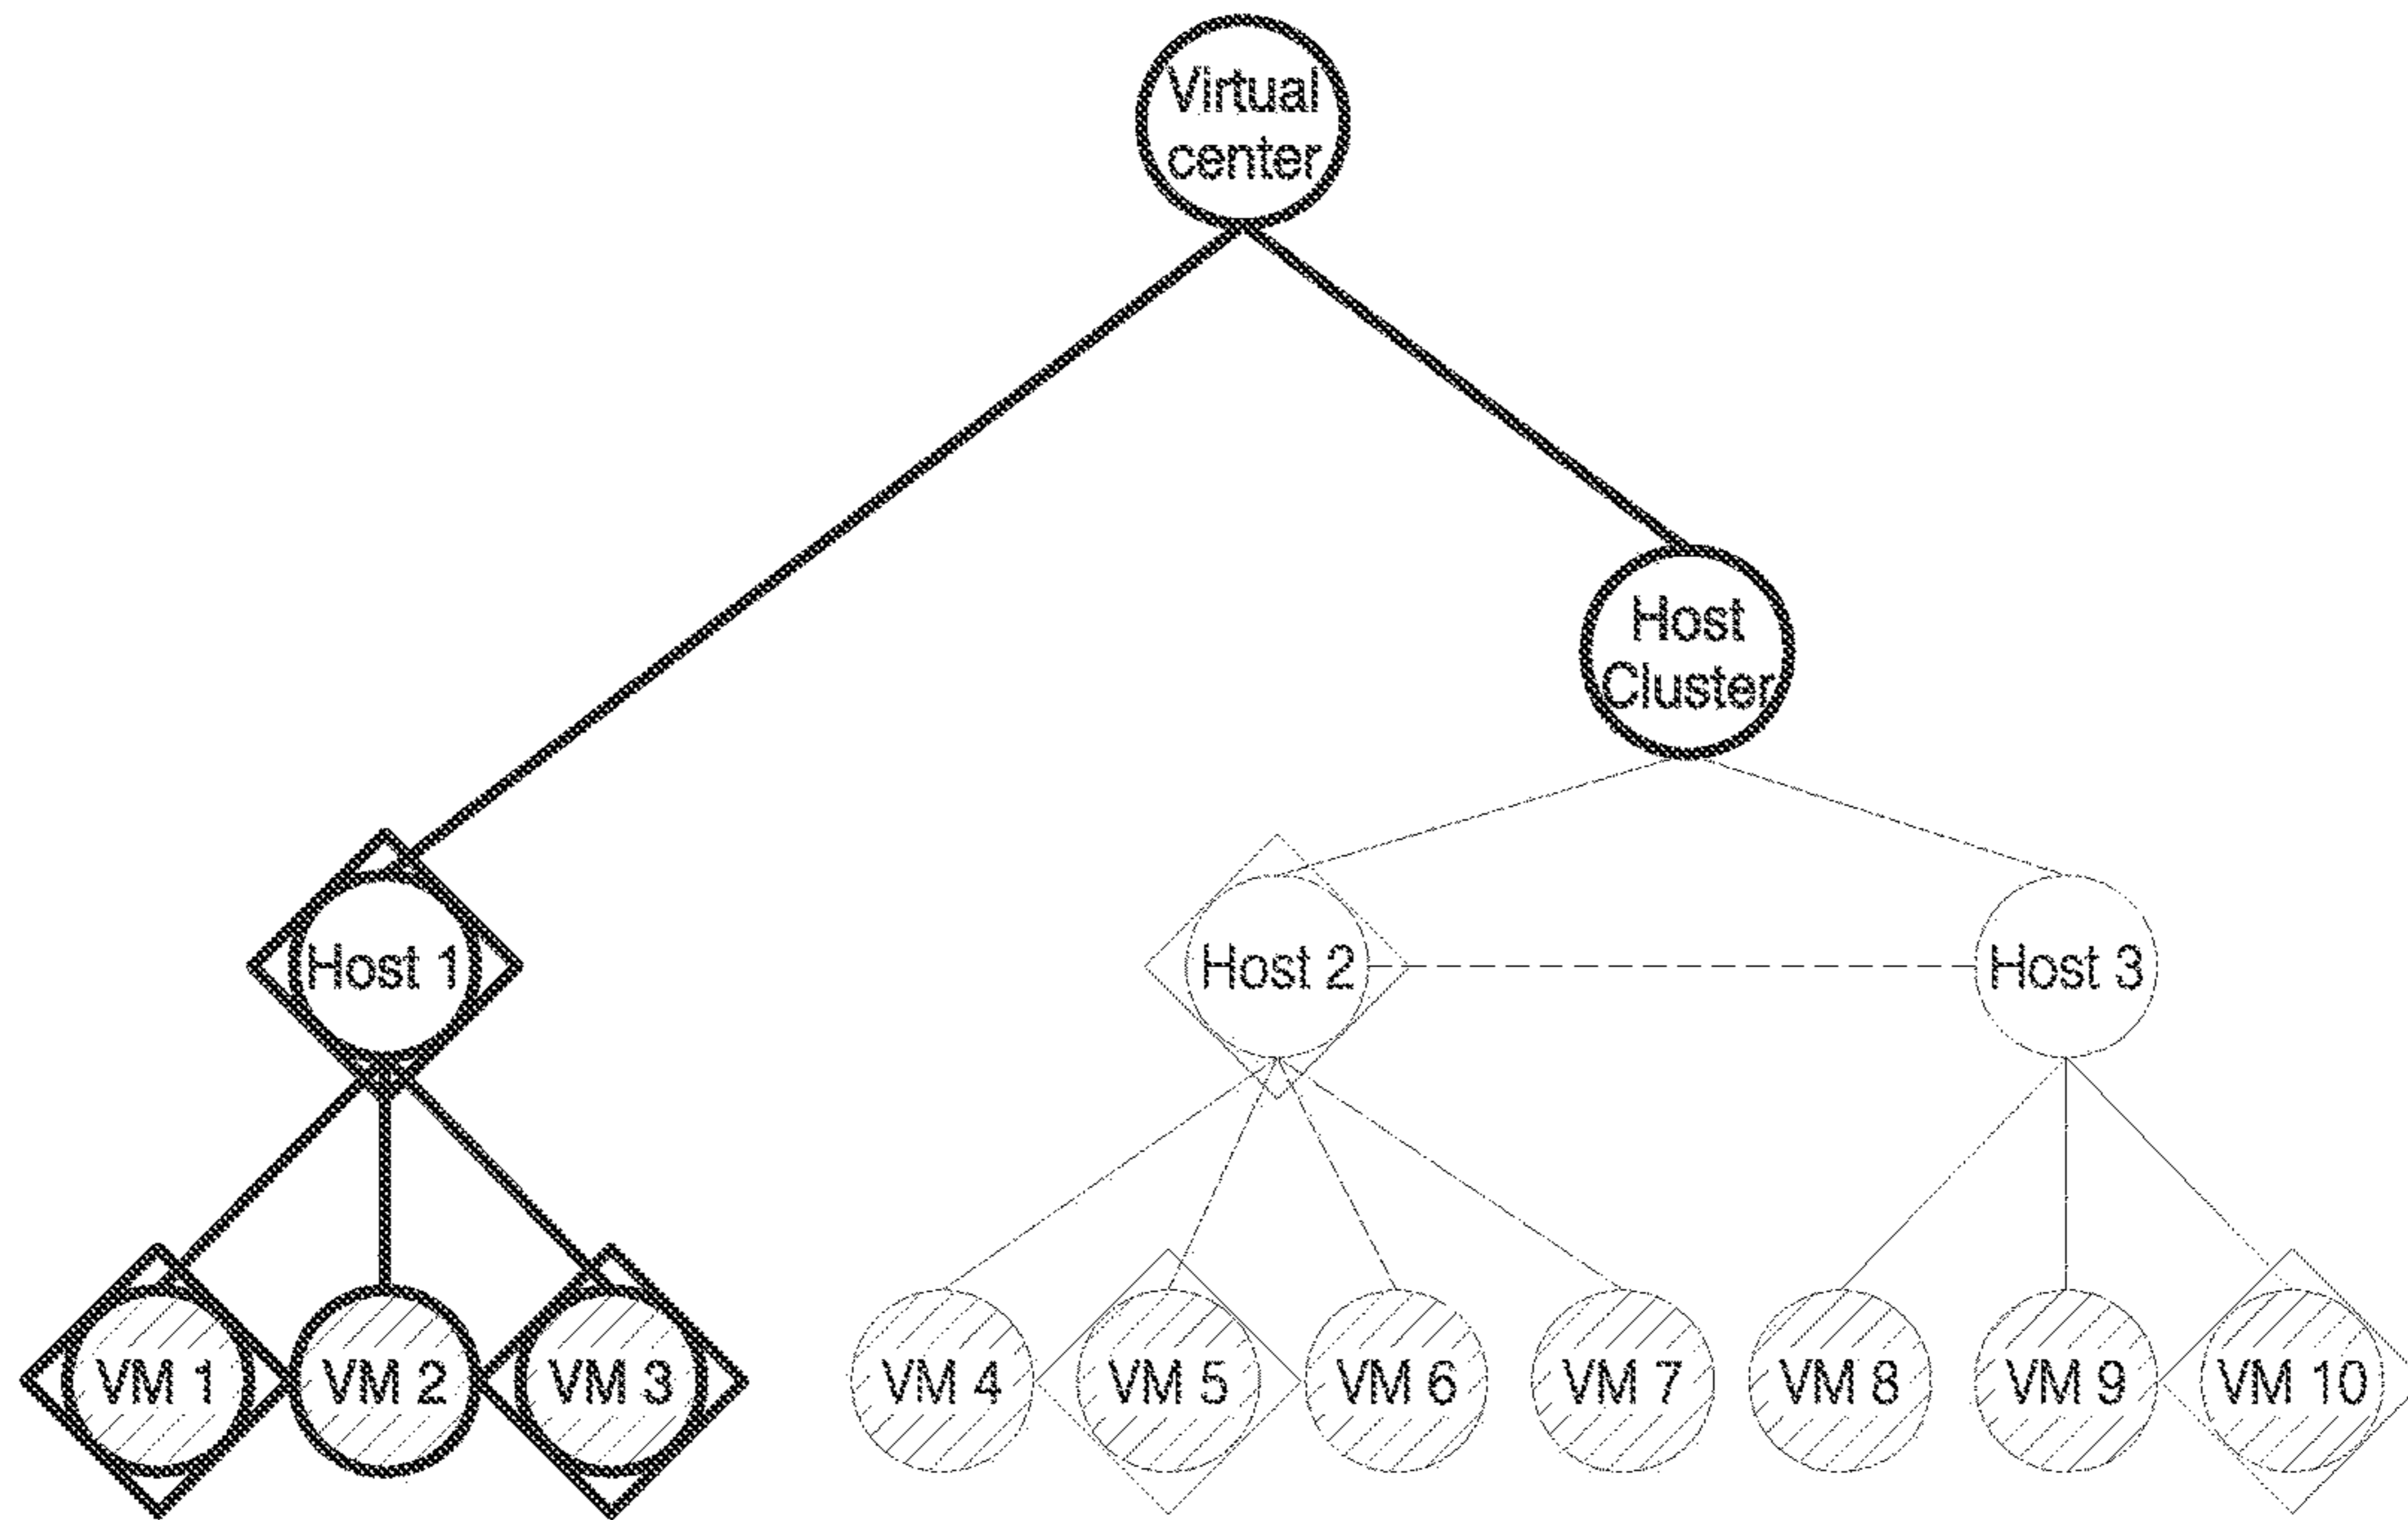 Virtual
center
Host
Cluster
Host 1
Host 2
Host 3
VM 1
VM 2
VM 3
VM 4
VM 5
VM 6
VM 7
VM 8
VM 9
VM 10